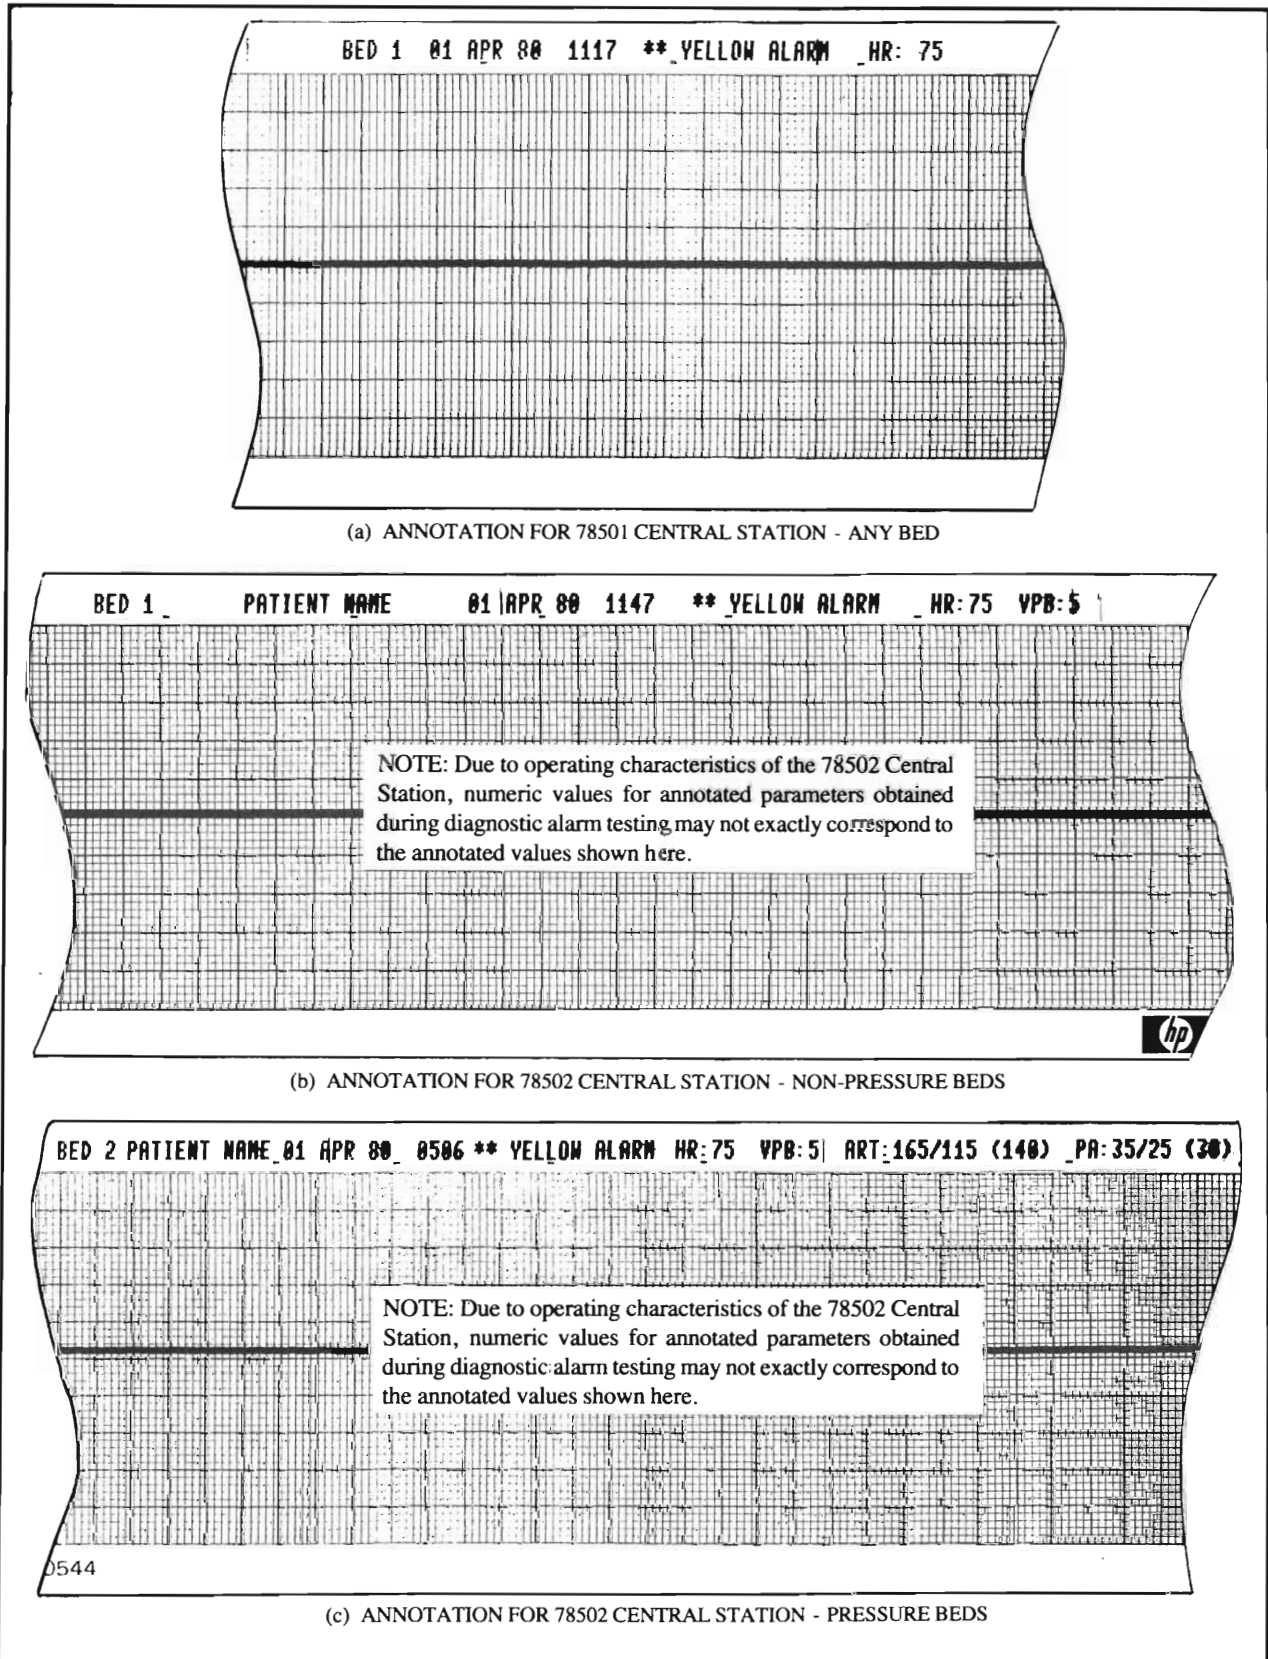 BED 1 01 APR 80 1117 ** YELLOW ALARM HR: 75
(a) ANNOTATION FOR 78501 CENTRAL STATION - ANY BED
BED 1 PATIENT NAME 01 APR 80 1147 ** YELLOW ALARM HR:75 VPB:5
NOTE: Due to operating characteristics of the 78502 Central
Station, numeric values for annotated parameters obtained
during diagnostic alarm testing may not exactly correspond to
the annotated values shown here.
hp
(b) ANNOTATION FOR 78502 CENTRAL STATION - NON-PRESSURE BEDS
BED 2 PATIENT NAME 01 APR 80 0506 ** YELLOW ALARM HR:75 VPB:5 ART:165/115 (140) PA:35/25 (30)
NOTE: Due to operating characteristics of the 78502 Central
Station, numeric values for annotated parameters obtained
during diagnostic alarm testing may not exactly correspond to
the annotated values shown here.
0544
(c) ANNOTATION FOR 78502 CENTRAL STATION - PRESSURE BEDS